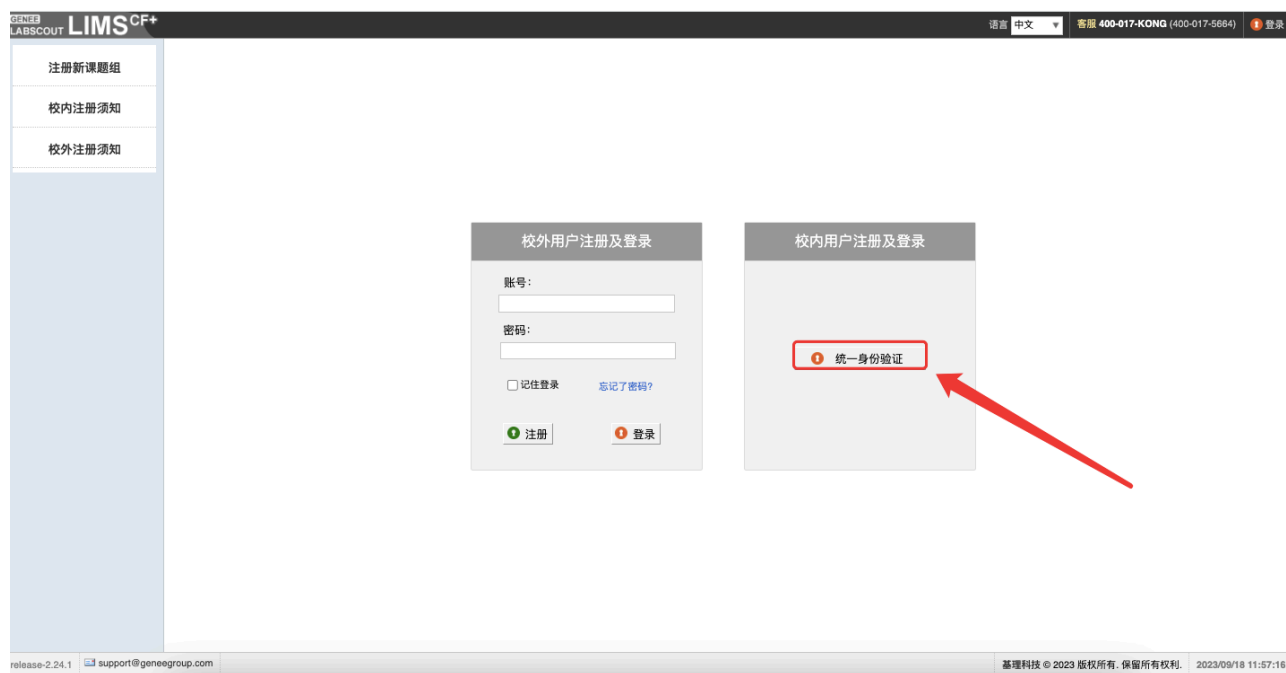 GENEE
LABSCOUT LIMS CF+
语言 中文 客服 400-017-KONG (400-017-5664) 登录
注册新课题组
校内注册须知
校外注册须知
校外用户注册及登录
账号：
密码：
记住登录 忘记了密码?
注册 登录
校内用户注册及登录
统一身份验证
release-2.24.1 support@geneegroup.com 基理科技 © 2023 版权所有. 保留所有权利. 2023/09/18 11:57:16